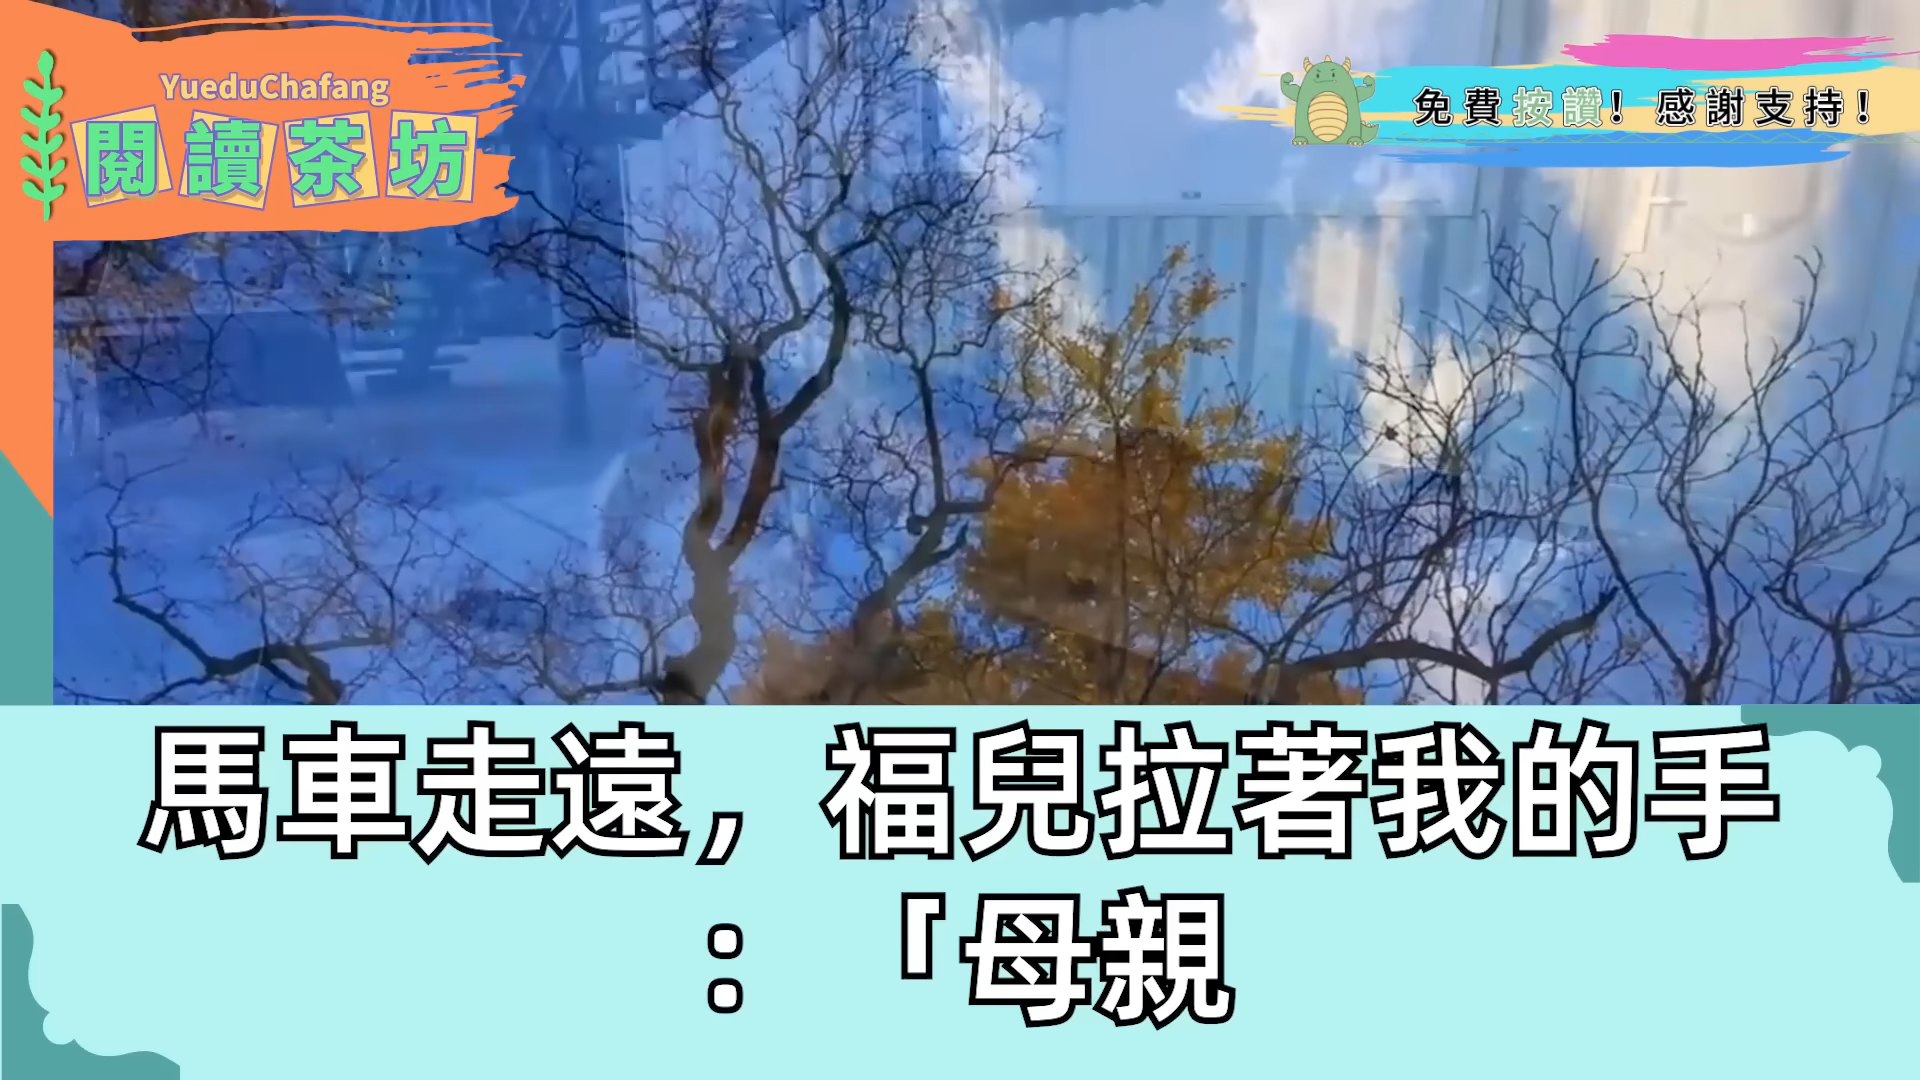 YueduChafang
閱讀茶坊
免費按讚！感謝支持！
馬車走遠，福兒拉著我的手
：「母親